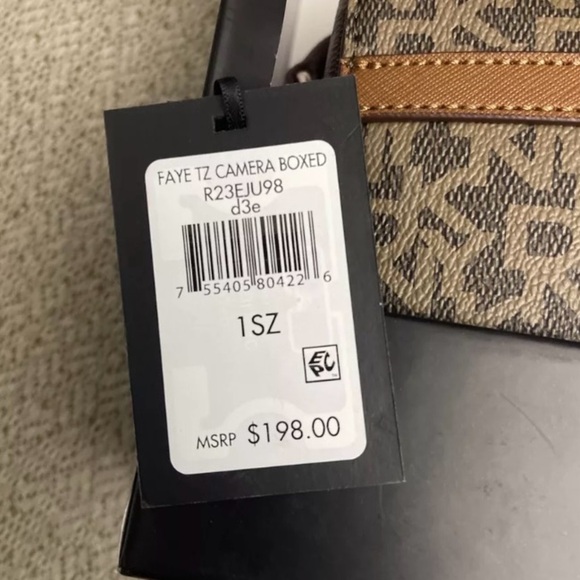 FAYE TZ CAMERA BOXED
R23EJU98
d3e
7 55405 80422 6
1SZ
EPC
MSRP $198.00